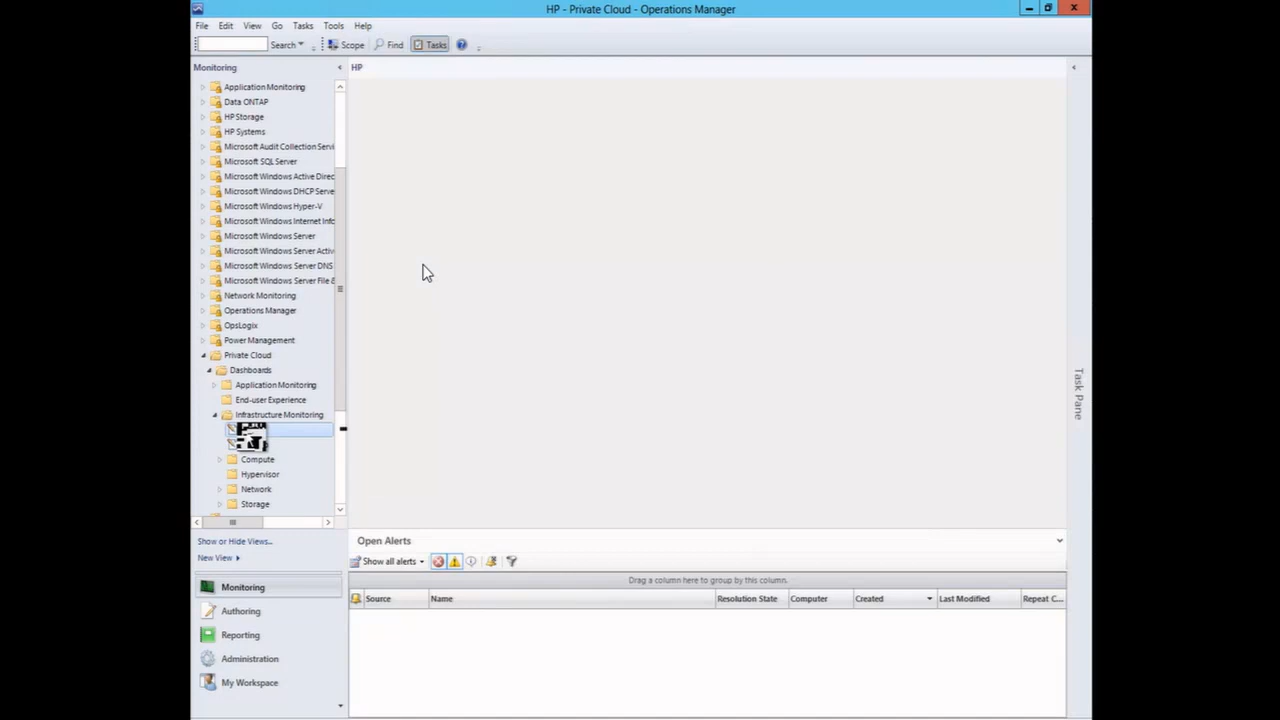 HP - Private Cloud - Operations Manager
File Edit View Go Tasks Tools Help
Search Scope Find Tasks
Monitoring
HP
Application Monitoring
Data ONTAP
HP Storage
HP Systems
Microsoft Audit Collection Servi
Microsoft SQL Server
Microsoft Windows Active Direc
Microsoft Windows DHCP Serve
Microsoft Windows Hyper-V
Microsoft Windows Internet Info
Microsoft Windows Server
Microsoft Windows Server Activ
Microsoft Windows Server DNS
Microsoft Windows Server File &
Network Monitoring
Operations Manager
OpsLogix
Power Management
Private Cloud
Dashboards
Application Monitoring
End-user Experience
Infrastructure Monitoring
Compute
Hypervisor
Network
Storage
Show or Hide Views...
New View
Monitoring
Authoring
Reporting
Administration
My Workspace
Open Alerts
Show all alerts
Drag a column here to group by this column.
Source Name Resolution State Computer Created Last Modified Repeat C...
Task Pane